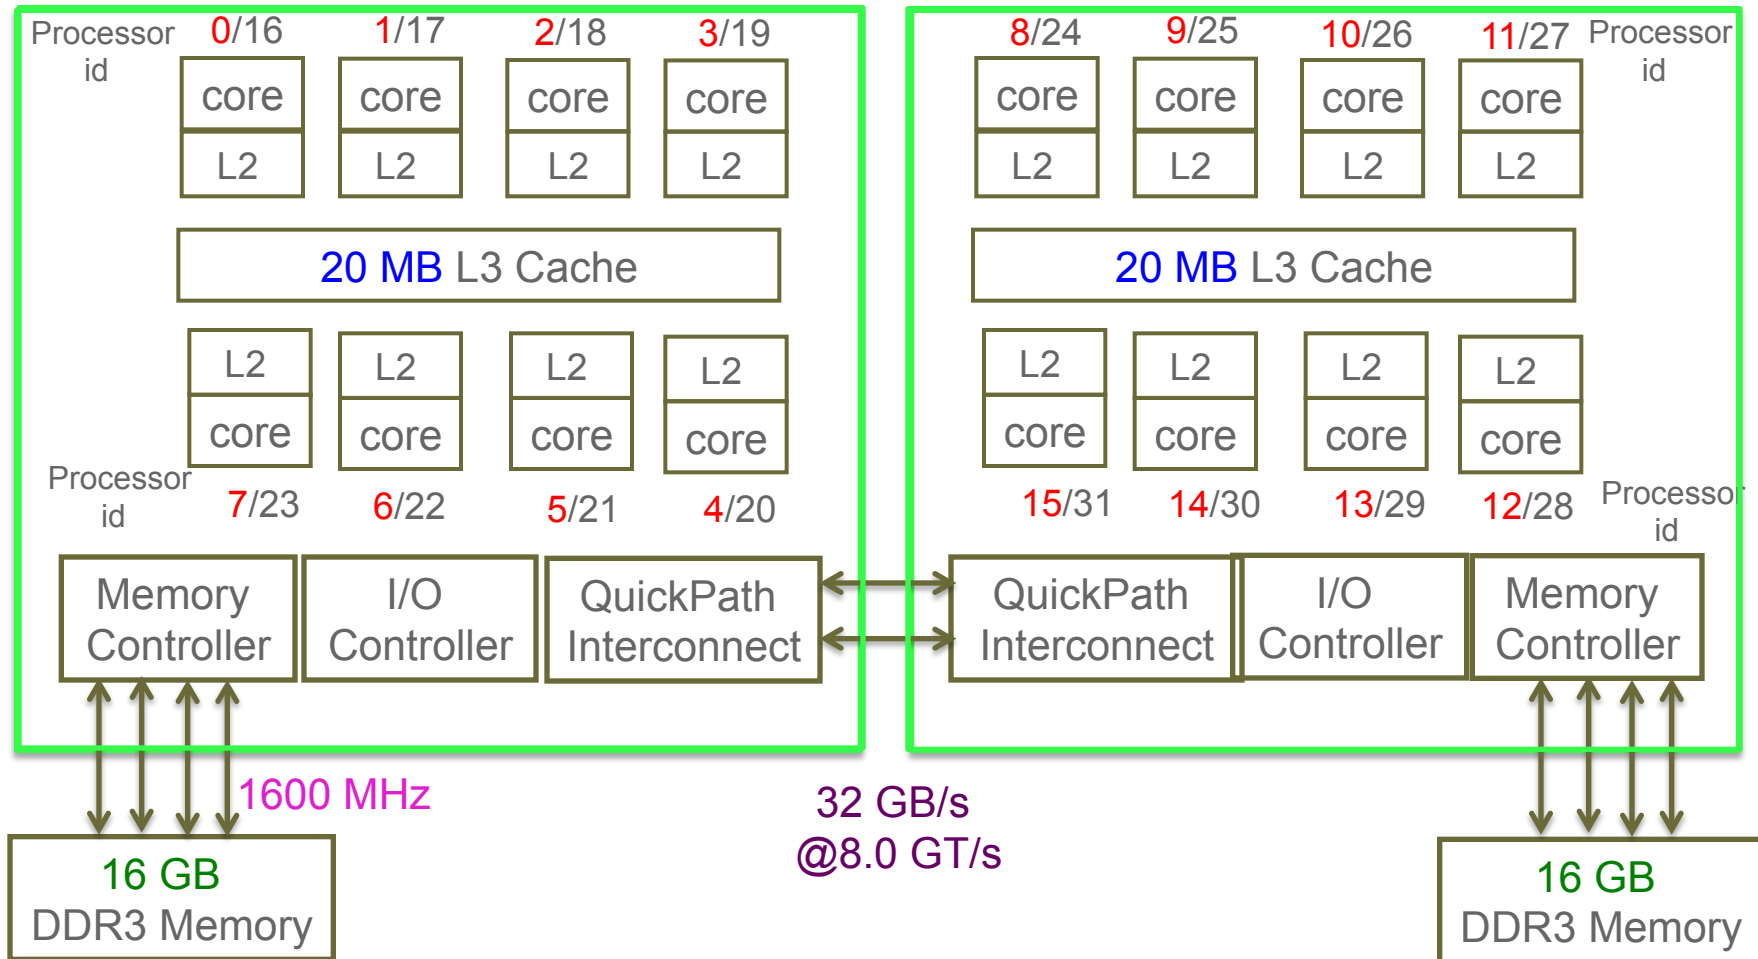 Processor
id
0/16 1/17 2/18 3/19
core core core core
L2 L2 L2 L2
20 MB L3 Cache
L2 L2 L2 L2
core core core core
Processor
id
7/23 6/22 5/21 4/20
Memory
Controller
I/O
Controller
QuickPath
Interconnect
1600 MHz
16 GB
DDR3 Memory
32 GB/s
@8.0 GT/s
8/24 9/25 10/26 11/27
Processor
id
core core core core
L2 L2 L2 L2
20 MB L3 Cache
L2 L2 L2 L2
core core core core
15/31 14/30 13/29 12/28
Processor
id
QuickPath
Interconnect
I/O
Controller
Memory
Controller
16 GB
DDR3 Memory